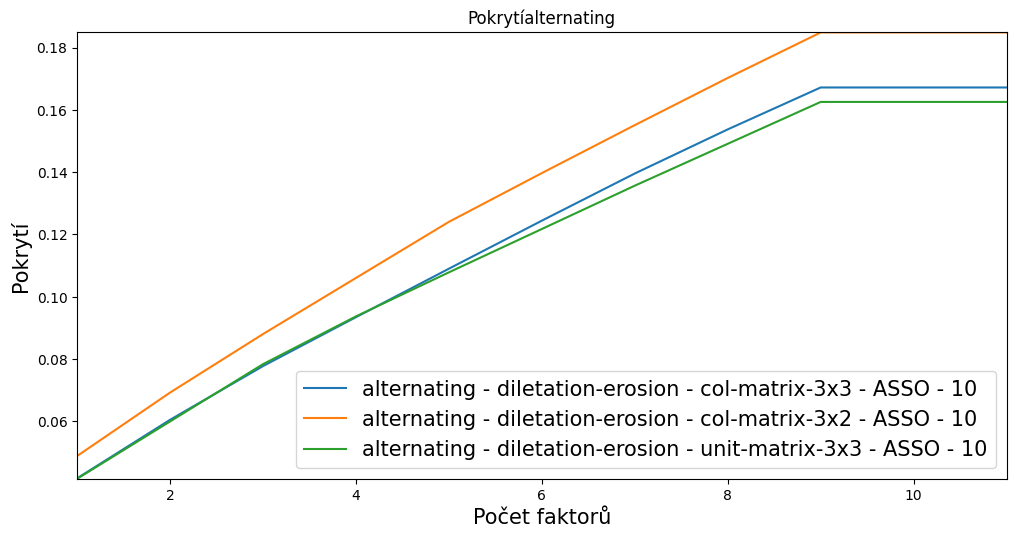 Pokrytíalternating
0.18
0.16
0.14
0.12
0.10
0.08
0.06
Pokrytí
alternating - diletation-erosion - col-matrix-3x3 - ASSO - 10
alternating - diletation-erosion - col-matrix-3x2 - ASSO - 10
alternating - diletation-erosion - unit-matrix-3x3 - ASSO - 10
2 4 6 8 10
Počet faktorů